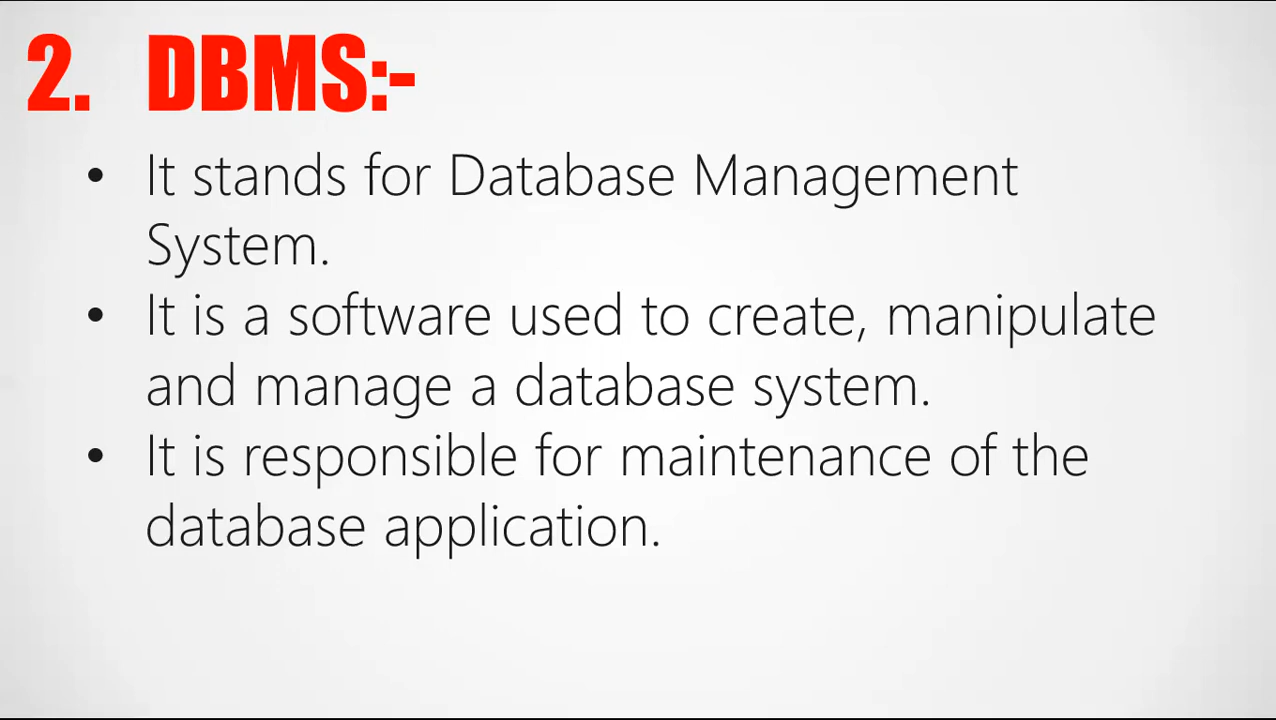 2. DBMS:-
• It stands for Database Management
System.
• It is a software used to create, manipulate
and manage a database system.
• It is responsible for maintenance of the
database application.